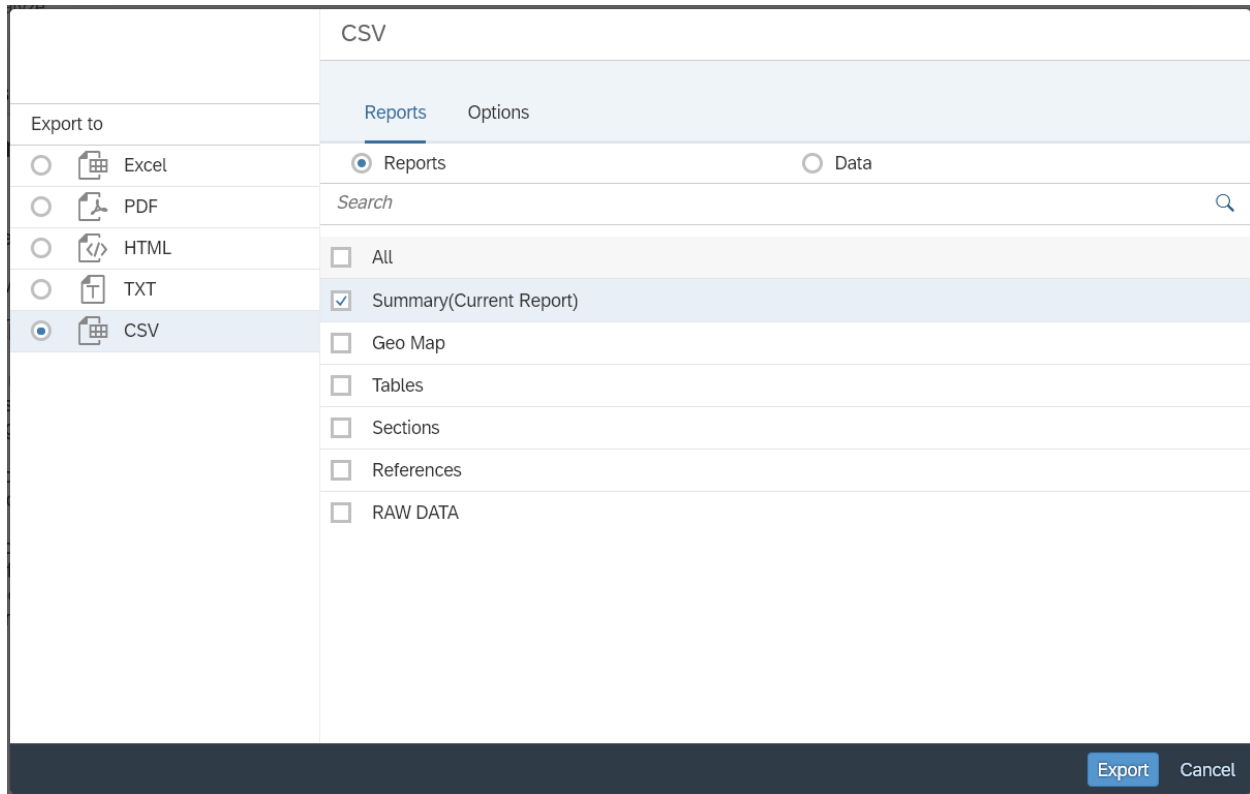 CSV
Export to
Excel
PDF
HTML
TXT
CSV
Reports Options
Reports Data
Search
All
Summary(Current Report)
Geo Map
Tables
Sections
References
RAW DATA
Export Cancel